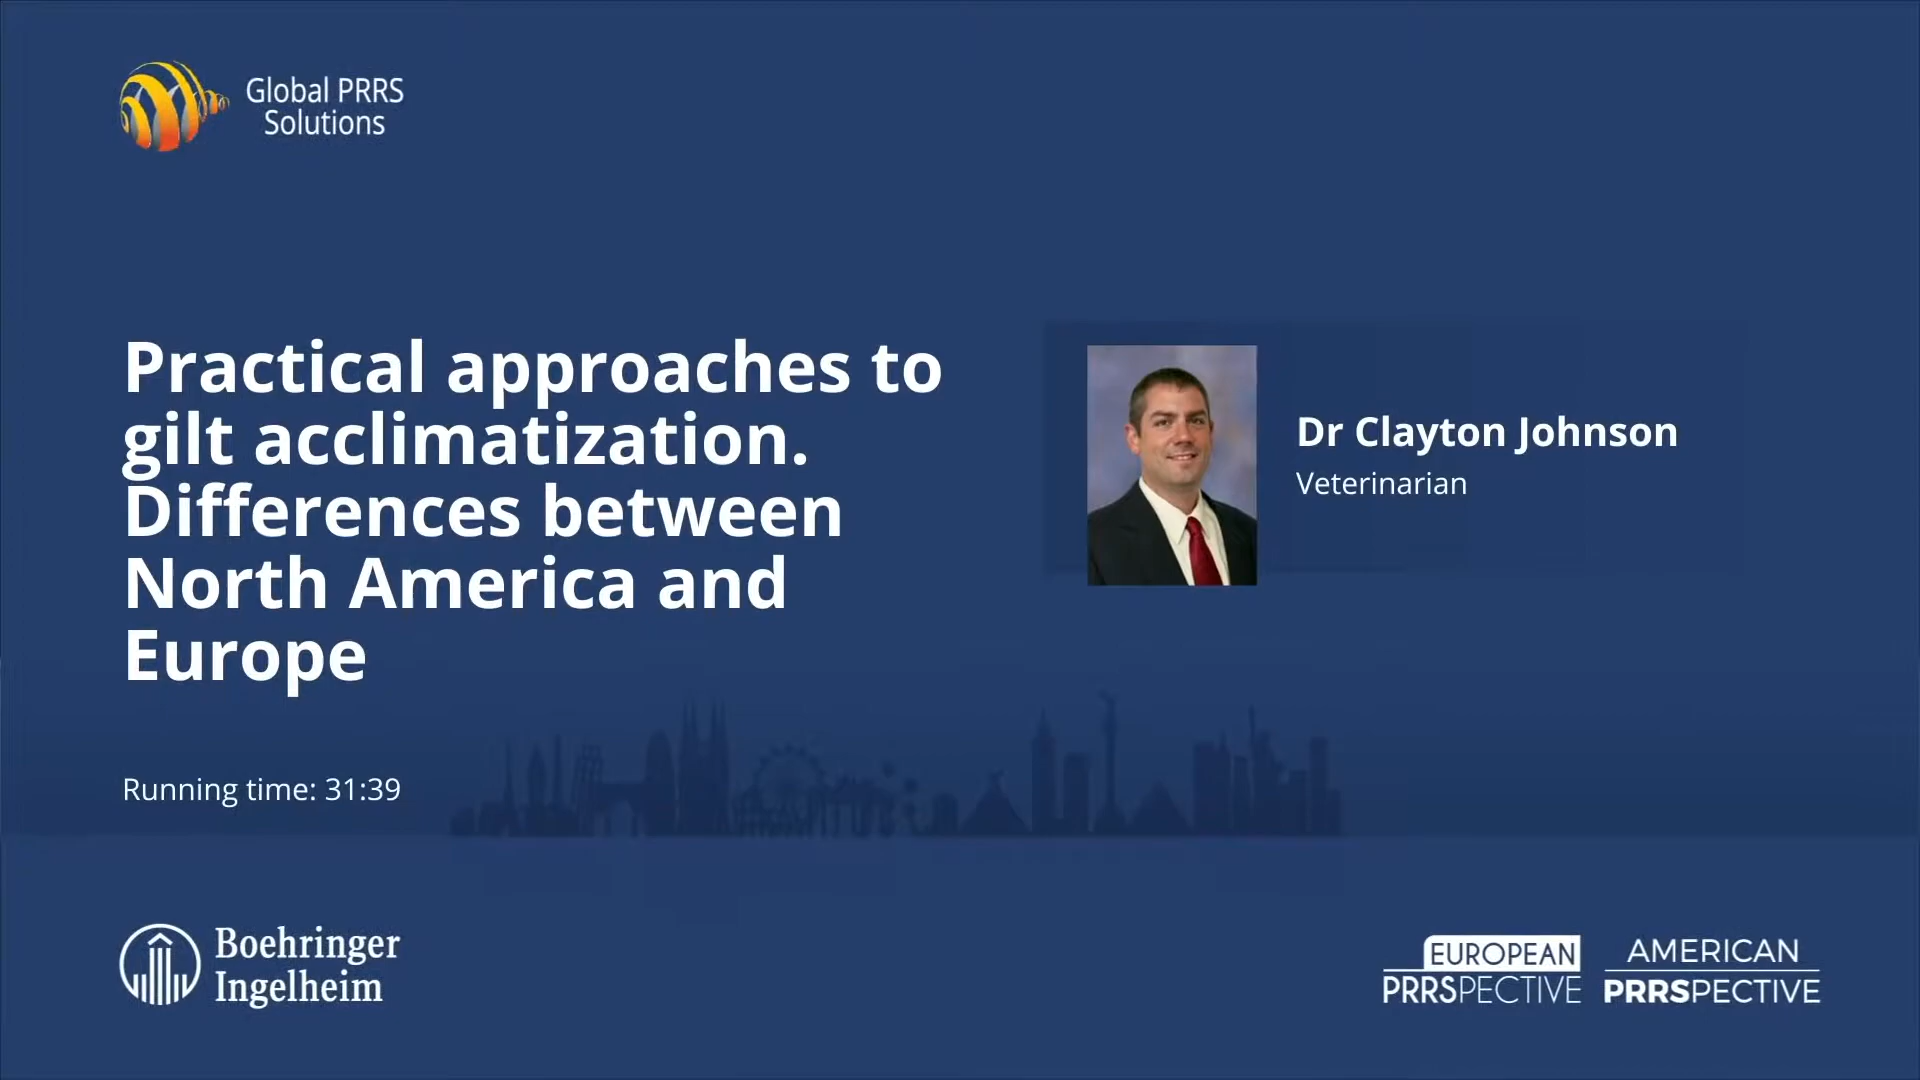 Global PRRS
Solutions
Practical approaches to
gilt acclimatization.
Differences between
North America and
Europe
Dr Clayton Johnson
Veterinarian
Running time: 31:39
Boehringer
Ingelheim
EUROPEAN
PRRSPECTIVE
AMERICAN
PRRSPECTIVE